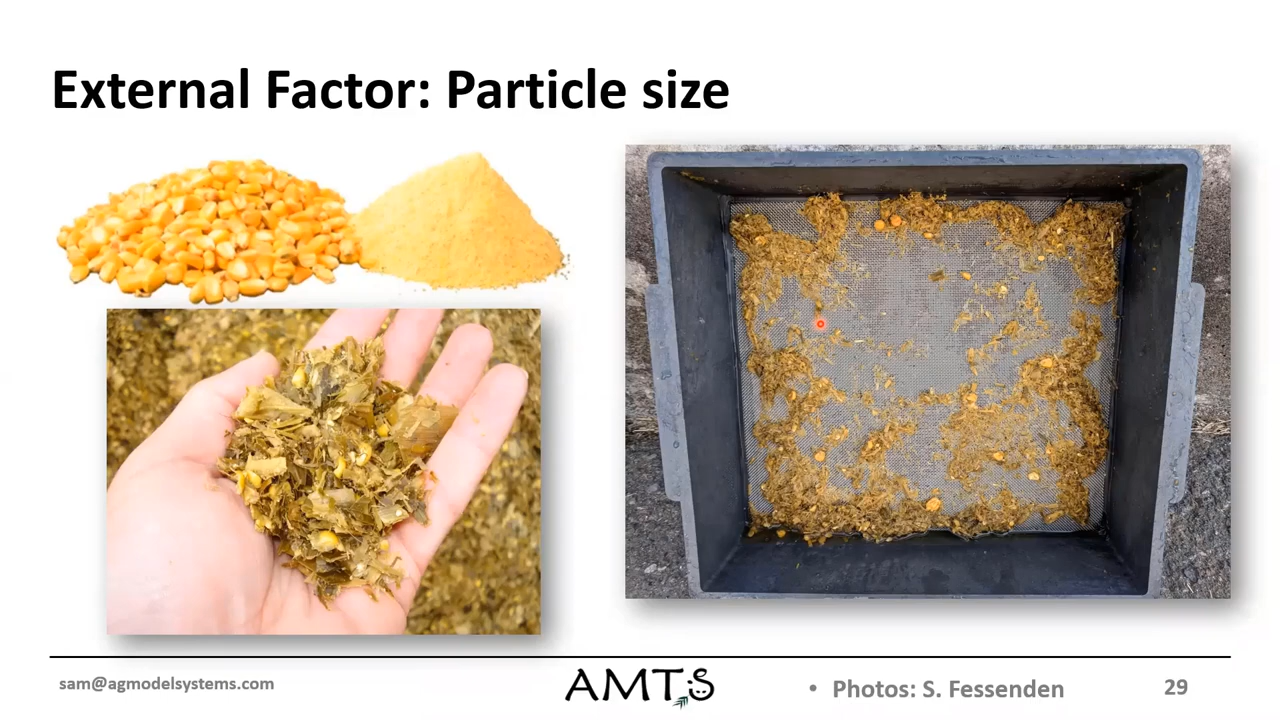 External Factor: Particle size
sam@agmodelsystems.com
AMTS
• Photos: S. Fessenden
29